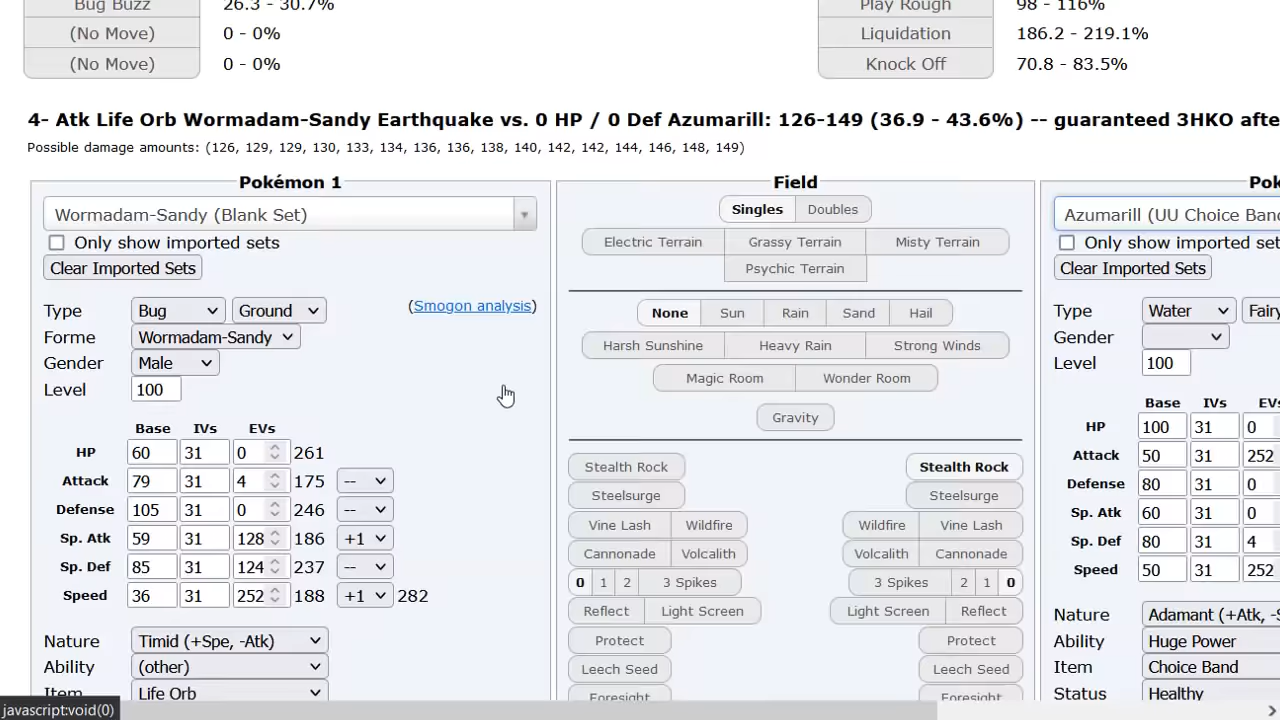 Bug Buzz 26.3 - 30.7% Play Rough 98 - 116%
(No Move) 0 - 0% Liquidation 186.2 - 219.1%
(No Move) 0 - 0% Knock Off 70.8 - 83.5%
4- Atk Life Orb Wormadam-Sandy Earthquake vs. 0 HP / 0 Def Azumarill: 126-149 (36.9 - 43.6%) -- guaranteed 3HKO afte
Possible damage amounts: (126, 129, 129, 130, 133, 134, 136, 136, 138, 140, 142, 142, 144, 146, 148, 149)
Pokémon 1
Wormadam-Sandy (Blank Set)
Only show imported sets
Clear Imported Sets
Type Bug Ground (Smogon analysis)
Forme Wormadam-Sandy
Gender Male
Level 100
Base IVs EVs
HP 60 31 0 261
Attack 79 31 4 175 --
Defense 105 31 0 246 --
Sp. Atk 59 31 128 186 +1
Sp. Def 85 31 124 237 --
Speed 36 31 252 188 +1 282
Nature Timid (+Spe, -Atk)
Ability (other)
Item Life Orb
javascript:void(0)
Field
Singles Doubles
Electric Terrain Grassy Terrain Misty Terrain
Psychic Terrain
None Sun Rain Sand Hail
Harsh Sunshine Heavy Rain Strong Winds
Magic Room Wonder Room
Gravity
Stealth Rock Stealth Rock
Steelsurge Steelsurge
Vine Lash Wildfire Wildfire Vine Lash
Cannonade Volcalith Volcalith Cannonade
0 1 2 3 Spikes 3 Spikes 2 1 0
Reflect Light Screen Light Screen Reflect
Protect Protect
Leech Seed Leech Seed
Foresight Foresight
Pok
Azumarill (UU Choice Band
Only show imported set
Clear Imported Sets
Type Water Fairy
Gender
Level 100
Base IVs EVs
HP 100 31 0
Attack 50 31 252
Defense 80 31 0
Sp. Atk 60 31 0
Sp. Def 80 31 4
Speed 50 31 252
Nature Adamant (+Atk, -S
Ability Huge Power
Item Choice Band
Status Healthy